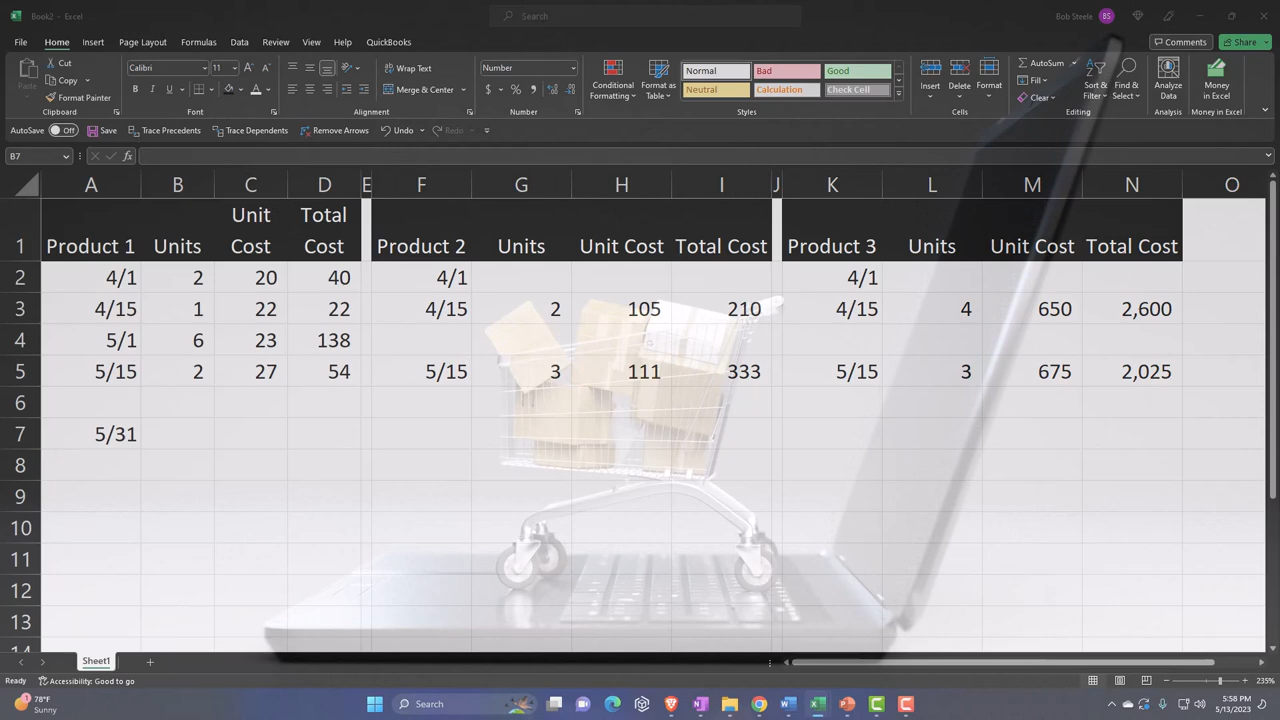 Book2 - Excel
Search
Bob Steele
BS
File Home Insert Page Layout Formulas Data Review View Help QuickBooks
Comments Share
Cut
Copy
Format Painter
Paste
Clipboard
Calibri 11
B I U
Font
Wrap Text
Merge & Center
Alignment
Number
$ % 9
Number
Conditional Formatting
Format as Table
Normal Bad Good
Neutral Calculation Check Cell
Styles
Insert Delete Format
Cells
AutoSum
Fill
Clear
Sort & Filter
Find & Select
Editing
Analyze Data
Analysis
Money in Excel
Money in Excel
AutoSave Off Save Trace Precedents Trace Dependents Remove Arrows Undo Redo
B7 fx
A B C D E F G H I J K L M N O
1 Product 1 Units Unit Cost Total Cost Product 2 Units Unit Cost Total Cost Product 3 Units Unit Cost Total Cost
2 4/1 2 20 40 4/1 4/1
3 4/15 1 22 22 4/15 2 105 210 4/15 4 650 2,600
4 5/1 6 23 138
5 5/15 2 27 54 5/15 3 111 333 5/15 3 675 2,025
6
7 5/31
8
9
10
11
12
13
14
Sheet1
Ready Accessibility: Good to go 235%
1 78°F
Sunny
Search
5:58 PM
5/13/2023